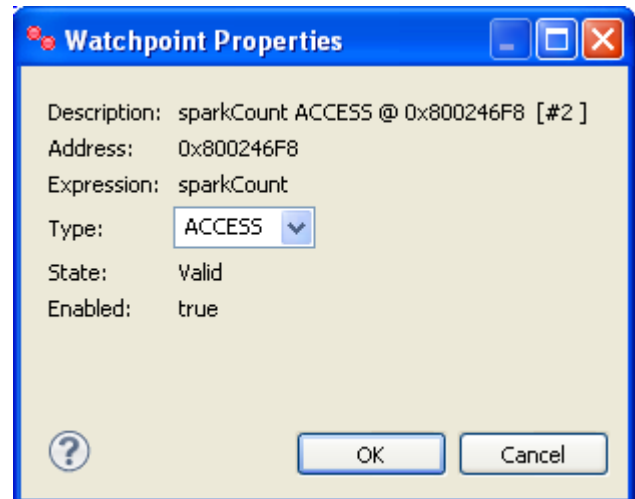 Watchpoint Properties
Description: sparkCount ACCESS @ 0x800246F8 [#2 ]
Address: 0x800246F8
Expression: sparkCount
Type: ACCESS
State: Valid
Enabled: true
?
OK Cancel